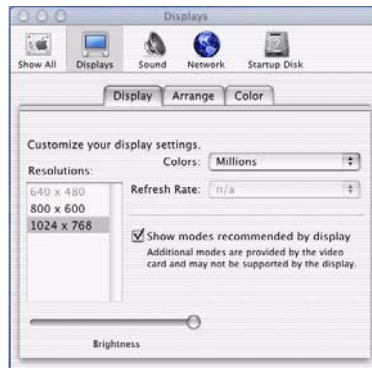 Displays
Show All Displays Sound Network Startup Disk
Display Arrange Color
Customize your display settings.
Colors: Millions
Resolutions:
Refresh Rate: n/a
640 x 480
800 x 600
1024 x 768
Show modes recommended by display
Additional modes are provided by the video
card and may not be supported by the display.
Brightness